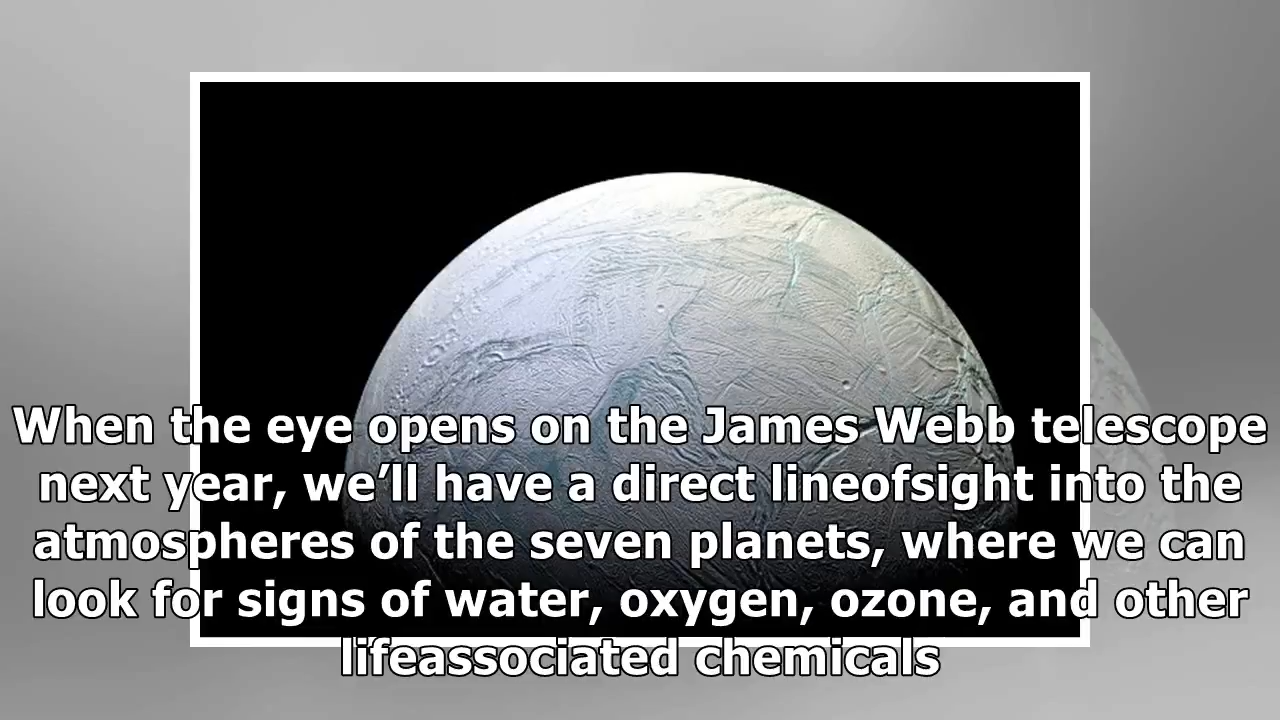 When the eye opens on the James Webb telescope
next year, we’ll have a direct lineofsight into the
atmospheres of the seven planets, where we can
look for signs of water, oxygen, ozone, and other
lifeassociated chemicals